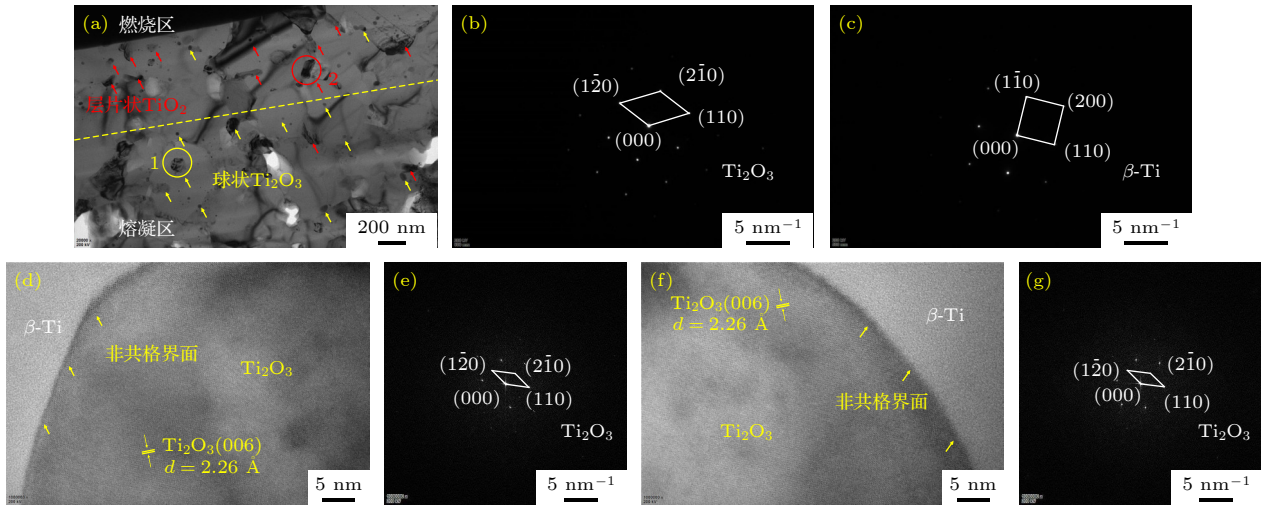 (a)
燃烧区
2
层片状TiO2
1
球状Ti2O3
熔凝区
200 nm
(b)
(12̄0)
(21̄0)
(000)
(110)
Ti2O3
5 nm−1
(c)
(11̄0)
(200)
(000)
(110)
β-Ti
5 nm−1
(d)
β-Ti
非共格界面
Ti2O3
Ti2O3(006)
d = 2.26 Å
5 nm
(e)
(12̄0)
(21̄0)
(000)
(110)
Ti2O3
5 nm−1
(f)
Ti2O3(006)
d = 2.26 Å
β-Ti
非共格界面
Ti2O3
5 nm
(g)
(12̄0)
(21̄0)
(000)
(110)
Ti2O3
5 nm−1